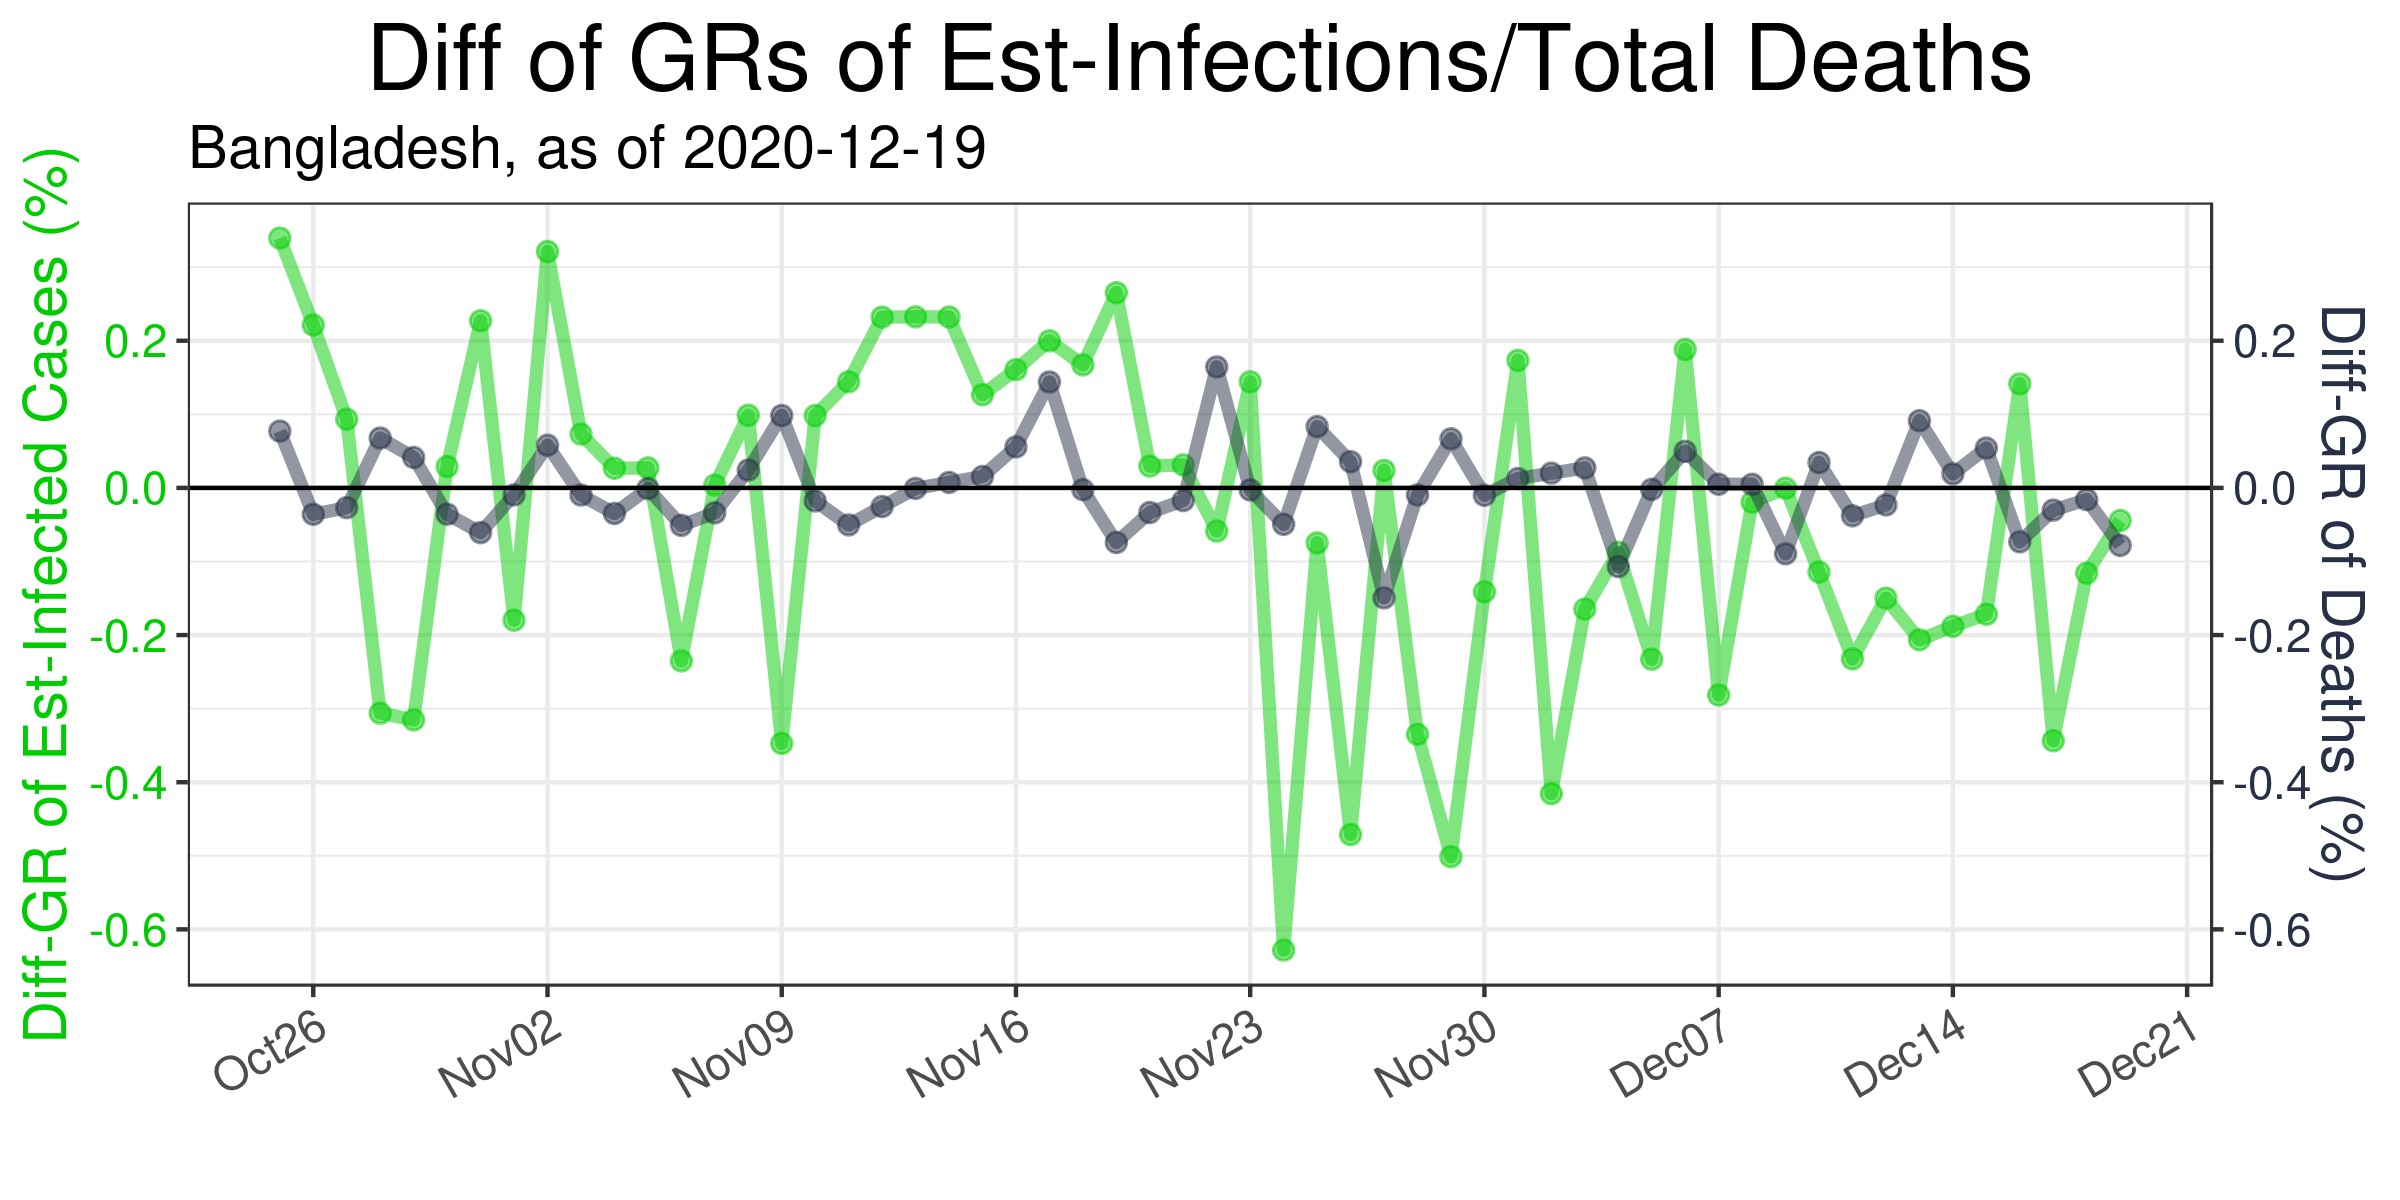 Diff of GRs of Est-Infections/Total Deaths
Bangladesh, as of 2020-12-19
Diff-GR of Est-Infected Cases (%)
0.2
0.0
-0.2
-0.4
-0.6
0.2
0.0
-0.2
-0.4
-0.6
Diff-GR of Deaths (%)
Oct26
Nov02
Nov09
Nov16
Nov23
Nov30
Dec07
Dec14
Dec21